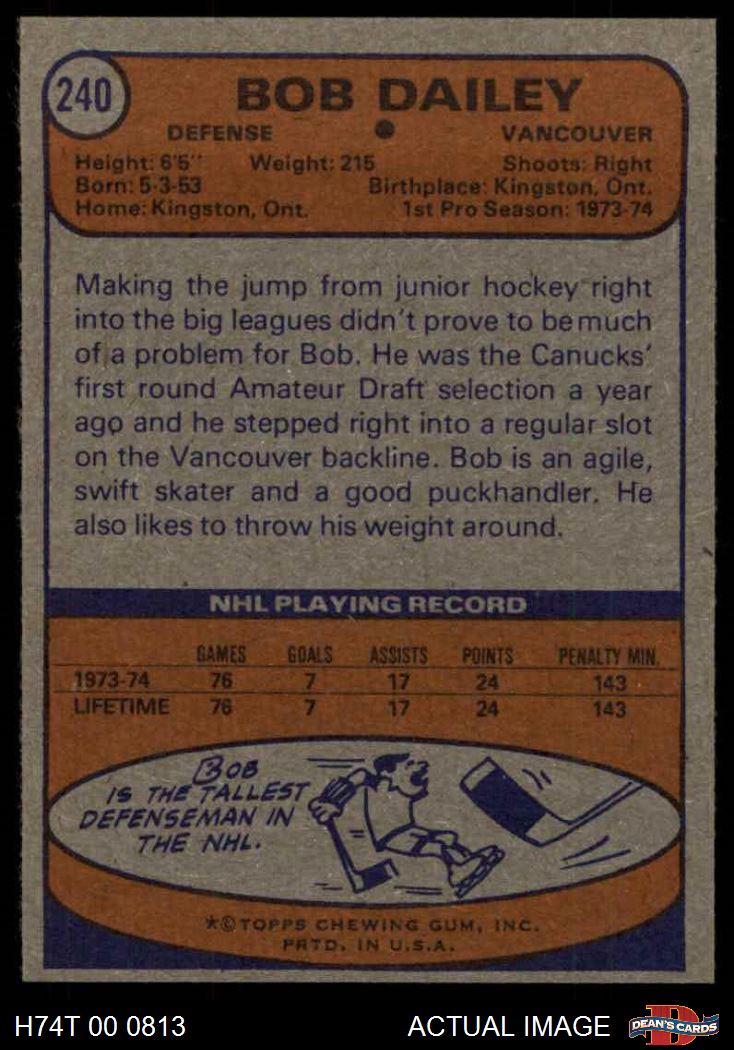 240
BOB DAILEY
DEFENSE • VANCOUVER
Height: 6'5" Weight: 215 Shoots: Right
Born: 5-3-53 Birthplace: Kingston, Ont.
Home: Kingston, Ont. 1st Pro Season: 1973-74
Making the jump from junior hockey right
into the big leagues didn't prove to be much
of a problem for Bob. He was the Canucks'
first round Amateur Draft selection a year
ago and he stepped right into a regular slot
on the Vancouver backline. Bob is an agile,
swift skater and a good puckhandler. He
also likes to throw his weight around.
NHL PLAYING RECORD
GAMES GOALS ASSISTS POINTS PENALTY MIN.
1973-74 76 7 17 24 143
LIFETIME 76 7 17 24 143
BOB
IS THE TALLEST
DEFENSEMAN IN
THE NHL.
*© TOPPS CHEWING GUM, INC.
PRTD. IN U.S.A.
H74T 00 0813 ACTUAL IMAGE DEAN'S CARDS